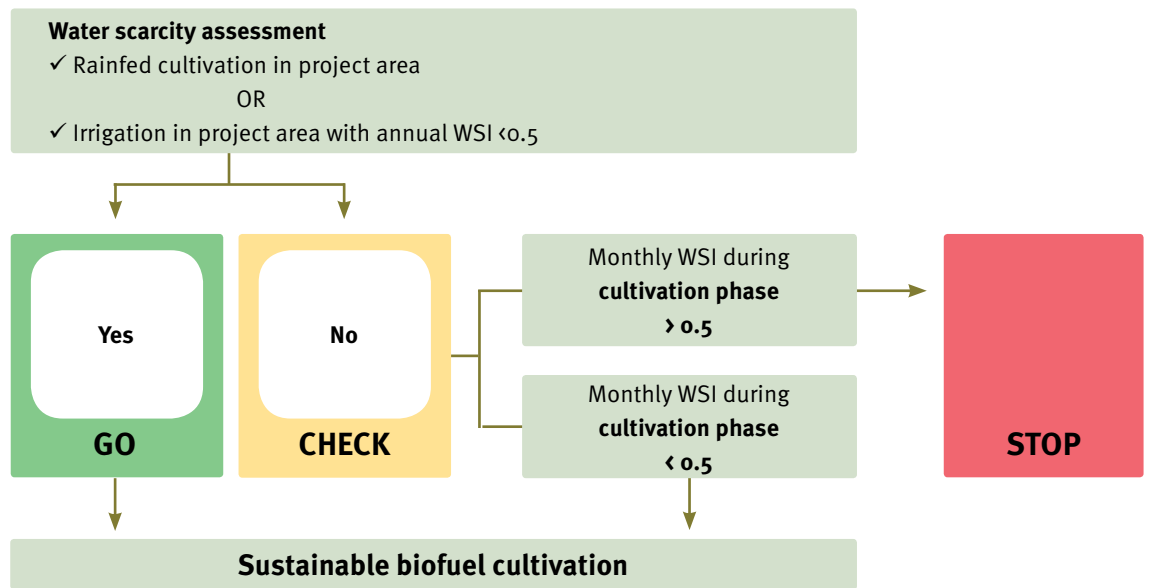 Water scarcity assessment
✓ Rainfed cultivation in project area
OR
✓ Irrigation in project area with annual WSI <0.5
Yes
GO
No
CHECK
Monthly WSI during
cultivation phase
> 0.5
Monthly WSI during
cultivation phase
< 0.5
STOP
Sustainable biofuel cultivation